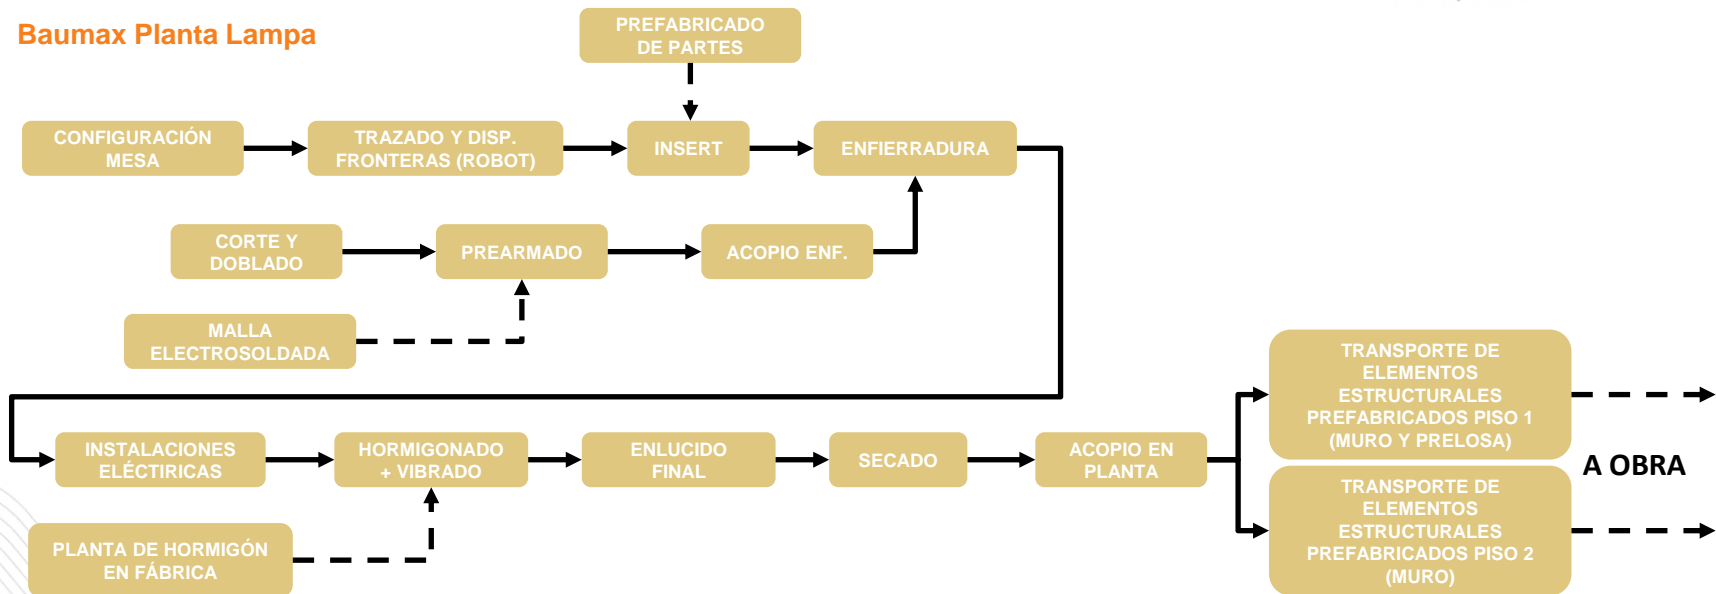 Baumax Planta Lampa
PREFABRICADO
DE PARTES
CONFIGURACIÓN
MESA
TRAZADO Y DISP.
FRONTERAS (ROBOT)
INSERT
ENFIERRADURA
CORTE Y
DOBLADO
PREARMADO
ACOPIO ENF.
MALLA
ELECTROSOLDADA
INSTALACIONES
ELÉCTIRICAS
HORMIGONADO
+ VIBRADO
ENLUCIDO
FINAL
SECADO
ACOPIO EN
PLANTA
TRANSPORTE DE
ELEMENTOS
ESTRUCTURALES
PREFABRICADOS PISO 1
(MURO Y PRELOSA)
A OBRA
TRANSPORTE DE
ELEMENTOS
ESTRUCTURALES
PREFABRICADOS PISO 2
(MURO)
PLANTA DE HORMIGÓN
EN FÁBRICA